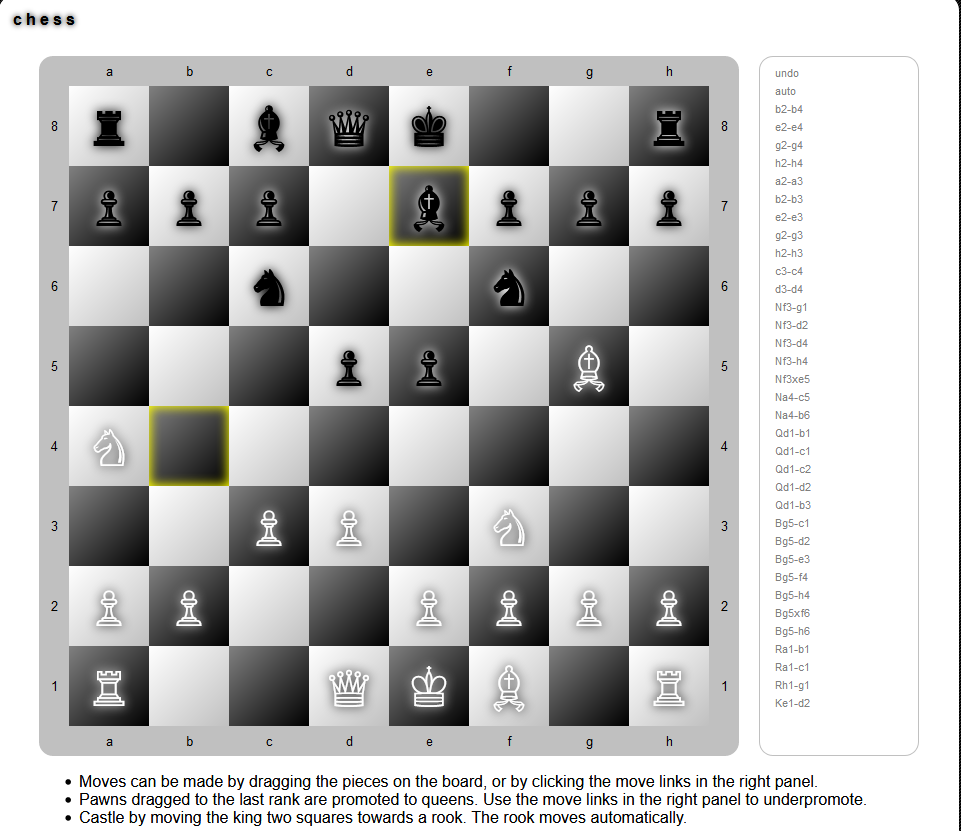 chess
a b c d e f g h
8 8
7 7
6 6
5 5
4 4
3 3
2 2
1 1
a b c d e f g h
undo
auto
b2-b4
e2-e4
g2-g4
h2-h4
a2-a3
b2-b3
e2-e3
g2-g3
h2-h3
c3-c4
d3-d4
Nf3-g1
Nf3-d2
Nf3-d4
Nf3-h4
Nf3xe5
Na4-c5
Na4-b6
Qd1-b1
Qd1-c1
Qd1-c2
Qd1-d2
Qd1-b3
Bg5-c1
Bg5-d2
Bg5-e3
Bg5-f4
Bg5-h4
Bg5xf6
Bg5-h6
Ra1-b1
Ra1-c1
Rh1-g1
Ke1-d2
• Moves can be made by dragging the pieces on the board, or by clicking the move links in the right panel.
• Pawns dragged to the last rank are promoted to queens. Use the move links in the right panel to underpromote.
• Castle by moving the king two squares towards a rook. The rook moves automatically.